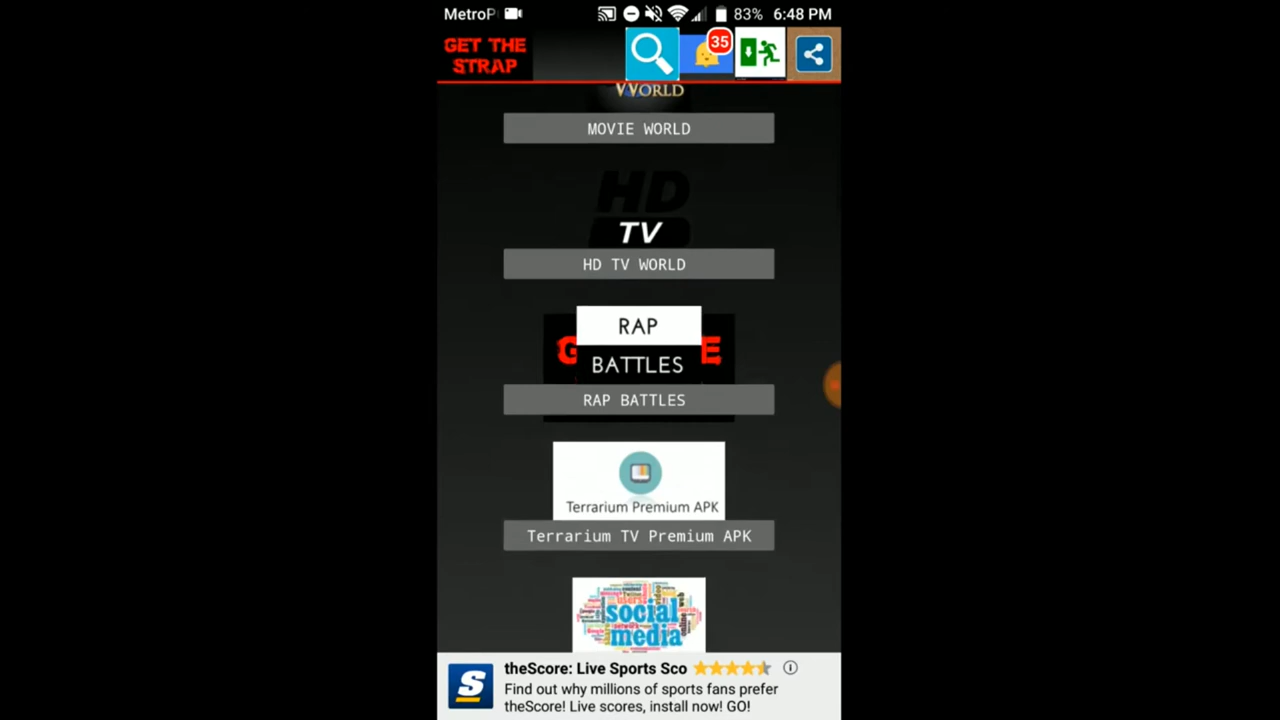 MetroP
83% 6:48 PM
GET THE
STRAP
35
WORLD
MOVIE WORLD
HD
TV
HD TV WORLD
RAP
BATTLES
RAP BATTLES
Terrarium Premium APK
Terrarium TV Premium APK
social
media
theScore: Live Sports Sco
Find out why millions of sports fans prefer
theScore! Live scores, install now! GO!